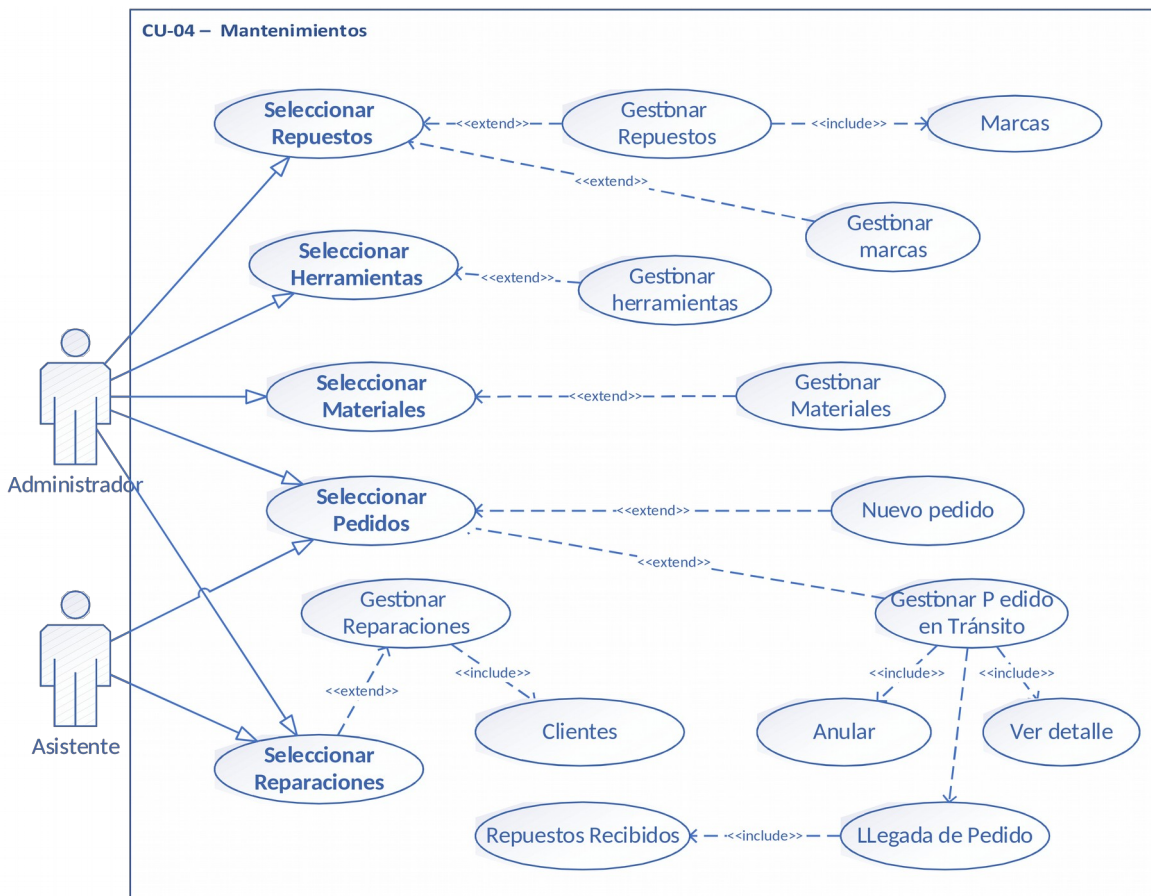 CU-04 – Mantenimientos
Seleccionar
Repuestos
<<extend>>
Gestionar
Repuestos
<<include>>
Marcas
<<extend>>
Gestionar
marcas
Seleccionar
Herramientas
<<extend>>
Gestionar
herramientas
Seleccionar
Materiales
<<extend>>
Gestionar
Materiales
Administrador
Seleccionar
Pedidos
<<extend>>
Nuevo pedido
<<extend>>
Gestionar
Reparaciones
Gestionar P edido
en Tránsito
<<extend>>
<<include>>
<<include>>
<<include>>
Asistente
Clientes
Anular
Ver detalle
Seleccionar
Reparaciones
Repuestos Recibidos
<<include>>
LLegada de Pedido